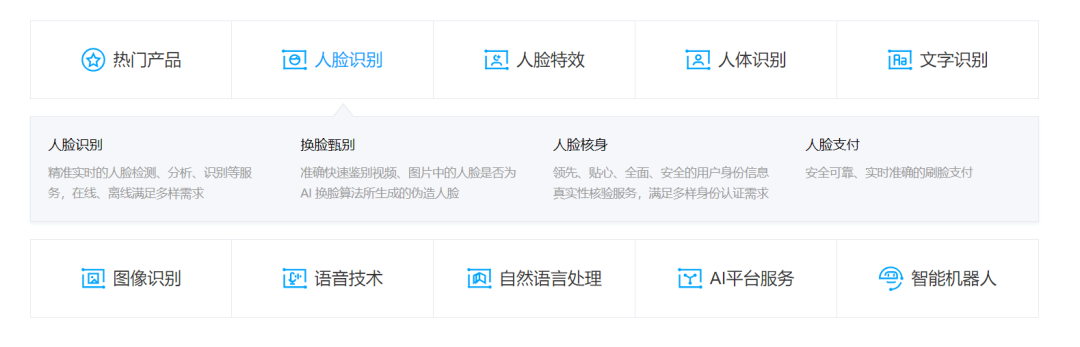 热门产品
人脸识别
人脸特效
人体识别
文字识别
人脸识别
精准实时的人脸检测、分析、识别等服
务，在线、离线满足多样需求
换脸甄别
准确快速鉴别视频、图片中的人脸是否为
AI 换脸算法所生成的伪造人脸
人脸核身
领先、贴心、全面、安全的用户身份信息
真实性核验服务，满足多样身份认证需求
人脸支付
安全可靠、实时准确的刷脸支付
图像识别
语音技术
自然语言处理
AI平台服务
智能机器人